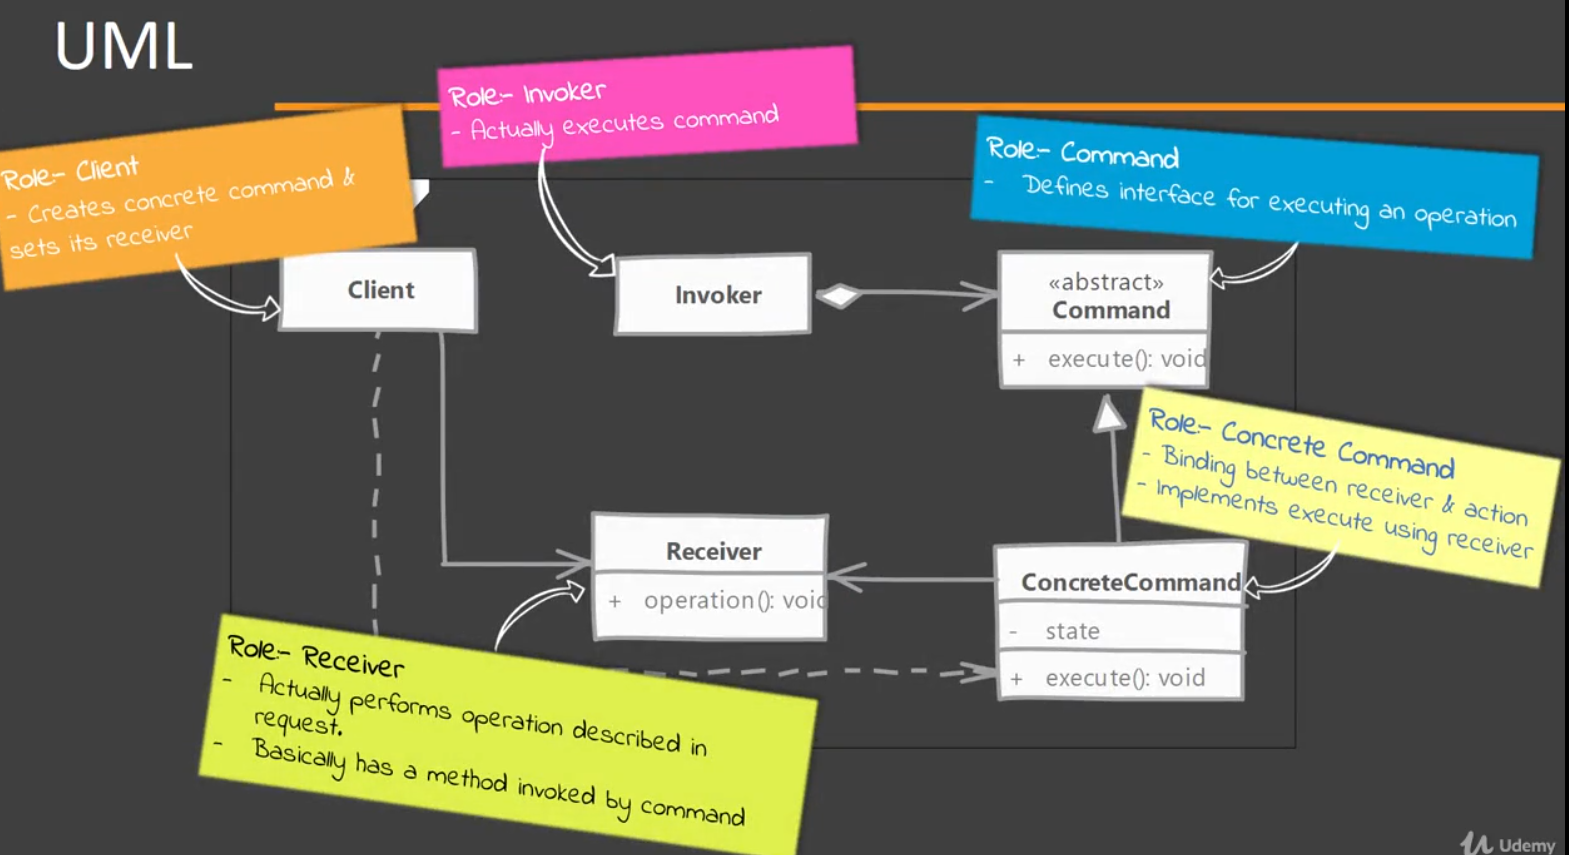 UML
Role:- Invoker
- Actually executes command
Role:- Client
- Creates concrete command &
sets its receiver
Role:- Command
- Defines interface for executing an operation
Client
Invoker
«abstract»
Command
+ execute(): void
Role:- Concrete Command
- Binding between receiver & action
- Implements execute using receiver
Receiver
+ operation(): void
ConcreteCommand
- state
+ execute(): void
Role:- Receiver
- Actually performs operation described in
request.
- Basically has a method invoked by command
Udemy